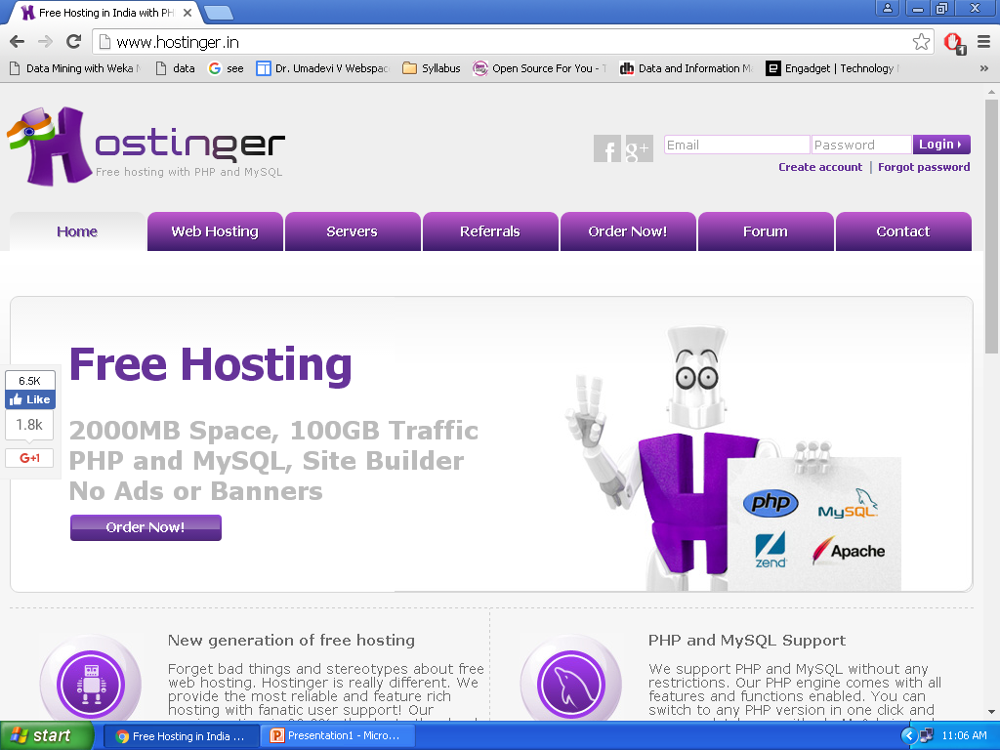 Free Hosting in India with PH
www.hostinger.in
1
Data Mining with Weka
data
see
Dr. Umadevi V Webspac
Syllabus
Open Source For You -
Data and Information M
Engadget | Technology
»
Hostinger
Free hosting with PHP and MySQL
f
g+
Email
Password
Login
Create account | Forgot password
Home
Web Hosting
Servers
Referrals
Order Now!
Forum
Contact
Free Hosting
6.5K
Like
1.8k
G+1
2000MB Space, 100GB Traffic
PHP and MySQL, Site Builder
No Ads or Banners
Order Now!
php
MySQL
zend
Apache
New generation of free hosting
Forget bad things and stereotypes about free
web hosting. Hostinger is really different. We
provide the most reliable and feature rich
hosting with fanatic user support! Our
PHP and MySQL Support
We support PHP and MySQL without any
restrictions. Our PHP engine comes with all
features and functions enabled. You can
switch to any PHP version in one click and
start
Free Hosting in India ...
Presentation1 - Micro...
11:06 AM